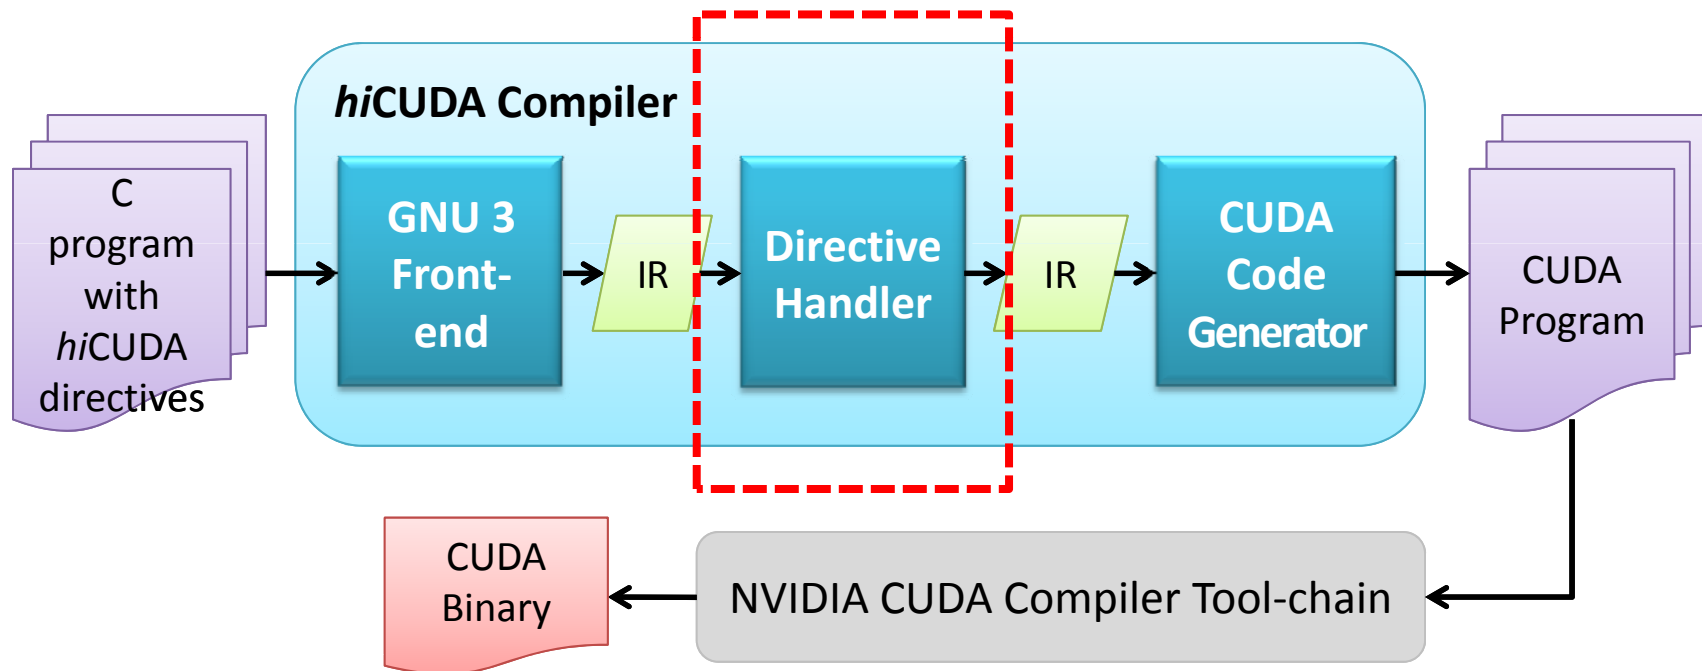 hiCUDA Compiler
C
program
with
hiCUDA
directives
GNU 3
Front-
end
IR
Directive
Handler
IR
CUDA
Code
Generator
CUDA
Program
CUDA
Binary
NVIDIA CUDA Compiler Tool-chain